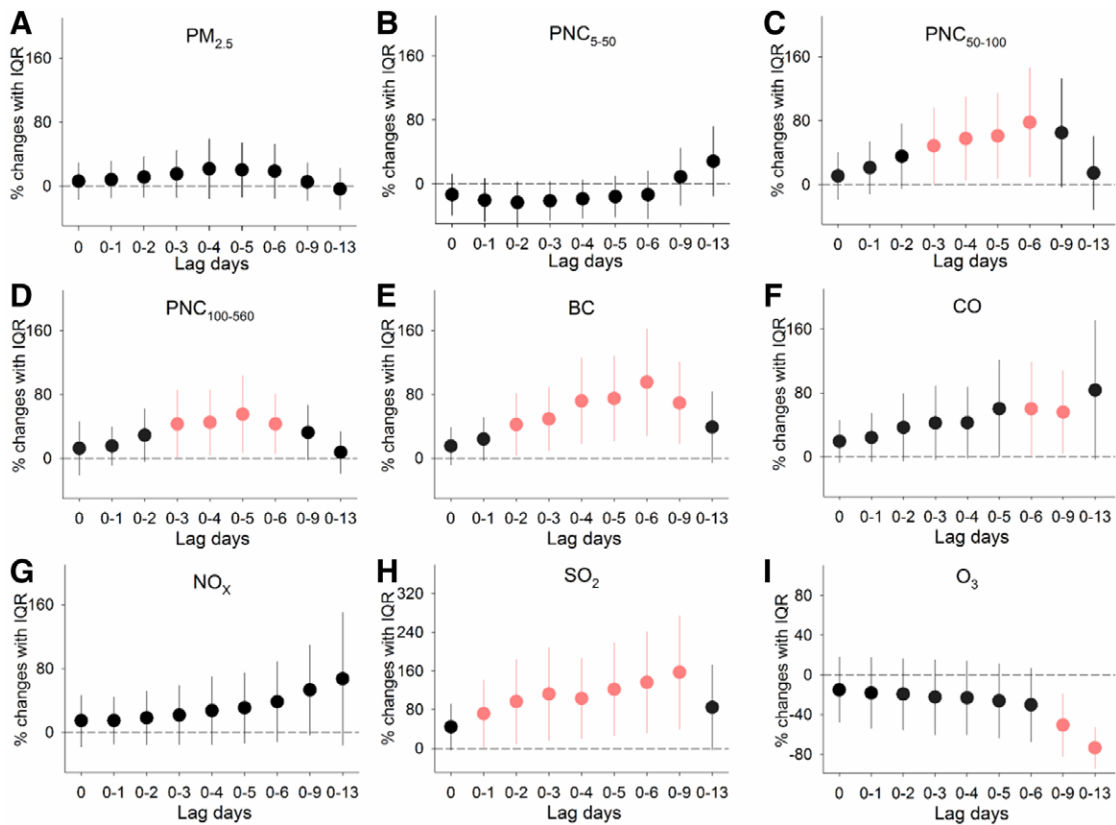 A
PM2.5
% changes with IQR
160
80
0
0 0-1 0-2 0-3 0-4 0-5 0-6 0-9 0-13
Lag days
B
PNC5-50
% changes with IQR
160
80
0
0 0-1 0-2 0-3 0-4 0-5 0-6 0-9 0-13
Lag days
C
PNC50-100
% changes with IQR
160
80
0
0 0-1 0-2 0-3 0-4 0-5 0-6 0-9 0-13
Lag days
D
PNC100-560
% changes with IQR
160
80
0
0 0-1 0-2 0-3 0-4 0-5 0-6 0-9 0-13
Lag days
E
BC
% changes with IQR
160
80
0
0 0-1 0-2 0-3 0-4 0-5 0-6 0-9 0-13
Lag days
F
CO
% changes with IQR
160
80
0
0 0-1 0-2 0-3 0-4 0-5 0-6 0-9 0-13
Lag days
G
NOX
% changes with IQR
160
80
0
0 0-1 0-2 0-3 0-4 0-5 0-6 0-9 0-13
Lag days
H
SO2
% changes with IQR
320
240
160
80
0
0 0-1 0-2 0-3 0-4 0-5 0-6 0-9 0-13
Lag days
I
O3
% changes with IQR
80
40
0
-40
-80
0 0-1 0-2 0-3 0-4 0-5 0-6 0-9 0-13
Lag days